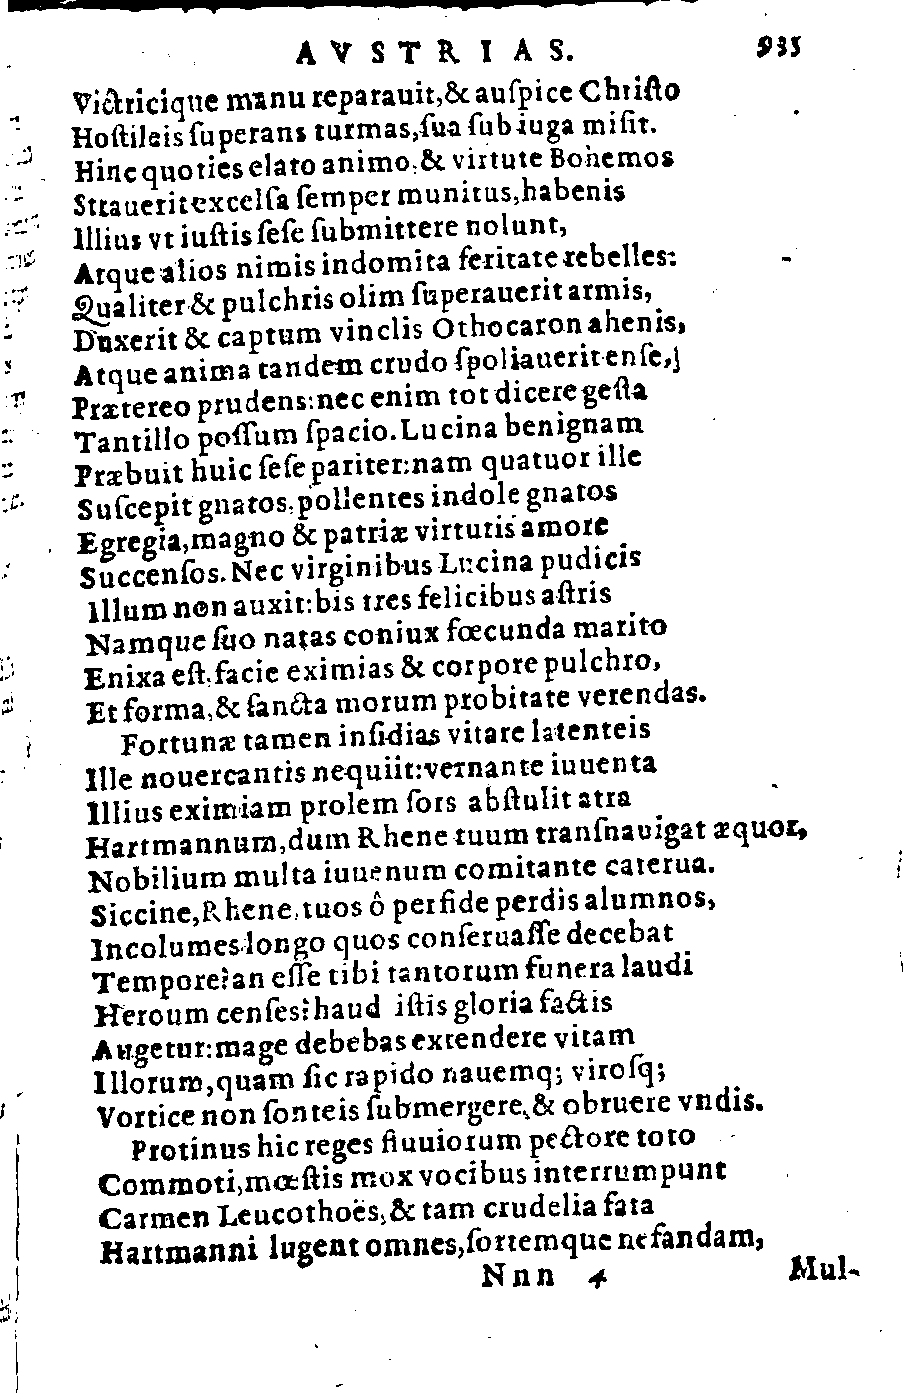 AVSTRIAS. 935
Victricique manu reparauit,& auſpice Chriſto
Hoſtileis ſuperans turmas,ſua ſub iuga miſit.
Hinc quoties elato animo,& virtute Bohemos
Strauerit excelſa ſemper munitus,habenis
Illius vt iuſtis ſeſe ſubmittere nolunt,
Atque alios nimis indomita feritate rebelles:
Qualiter & pulchris olim ſuperauerit armis,
Duxerit & captum vinclis Othocaron ahenis,
Atque anima tandem crudo ſpoliauerit enſe,
Prætereo prudens:nec enim tot dicere geſta
Tantillo poſſum ſpacio.Lucina benignam
Præbuit huic ſeſe pariter:nam quatuor ille
Suſcepit gnatos,pollentes indole gnatos
Egregia,magno & patriæ virtutis amore
Succenſos.Nec virginibus Lucina pudicis
Illum non auxit:bis tres felicibus aſtris
Namque ſuo natas coniux fœcunda marito
Enixa eſt,facie eximias & corpore pulchro,
Et forma,& ſancta morum probitate verendas.
Fortunæ tamen inſidias vitare latenteis
Ille nouercantis nequiit:vernante iuuenta
Illius eximiam prolem ſors abſtulit atra
Hartmannum,dum Rhene tuum tranſnauigat æquor,
Nobilium multa iuuenum comitante caterua.
Siccine,Rhene,tuos ô perfide perdis alumnos,
Incolumes longo quos conſeruaſſe decebat
Tempore?an eſſe tibi tantorum funera laudi
Heroum cenſes?haud iſtis gloria factis
Augetur:mage debebas extendere vitam
Illorum,quam ſic rapido nauemq; viroſq;
Vortice non ſonteis ſubmergere,& obruere vndis.
Protinus hic reges fluuiorum pectore toto
Commoti,mœſtis mox vocibus interrumpunt
Carmen Leucothoës,& tam crudelia fata
Hartmanni lugent omnes,ſortemque nefandam,
Nnn 4 Mul-